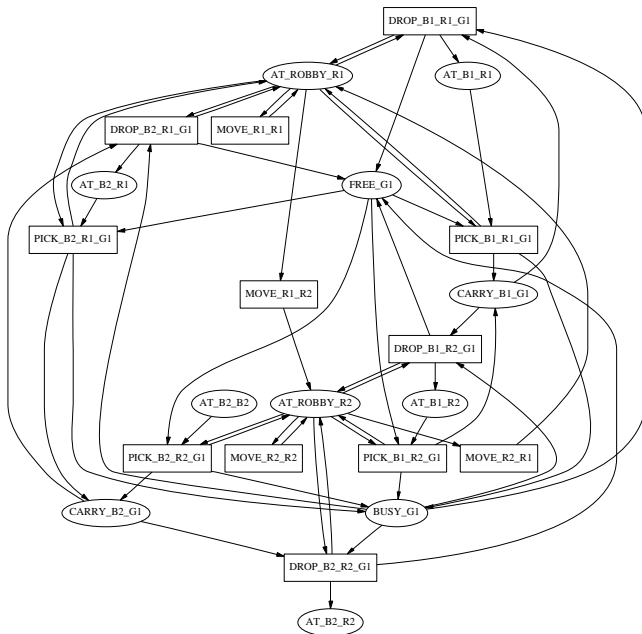 DROP_B1_R1_G1
AT_ROBBY_R1
AT_B1_R1
DROP_B2_R1_G1
MOVE_R1_R1
AT_B2_R1
FREE_G1
PICK_B2_R1_G1
PICK_B1_R1_G1
MOVE_R1_R2
CARRY_B1_G1
DROP_B1_R2_G1
AT_B2_B2
AT_ROBBY_R2
AT_B1_R2
PICK_B2_R2_G1
MOVE_R2_R2
PICK_B1_R2_G1
MOVE_R2_R1
CARRY_B2_G1
BUSY_G1
DROP_B2_R2_G1
AT_B2_R2